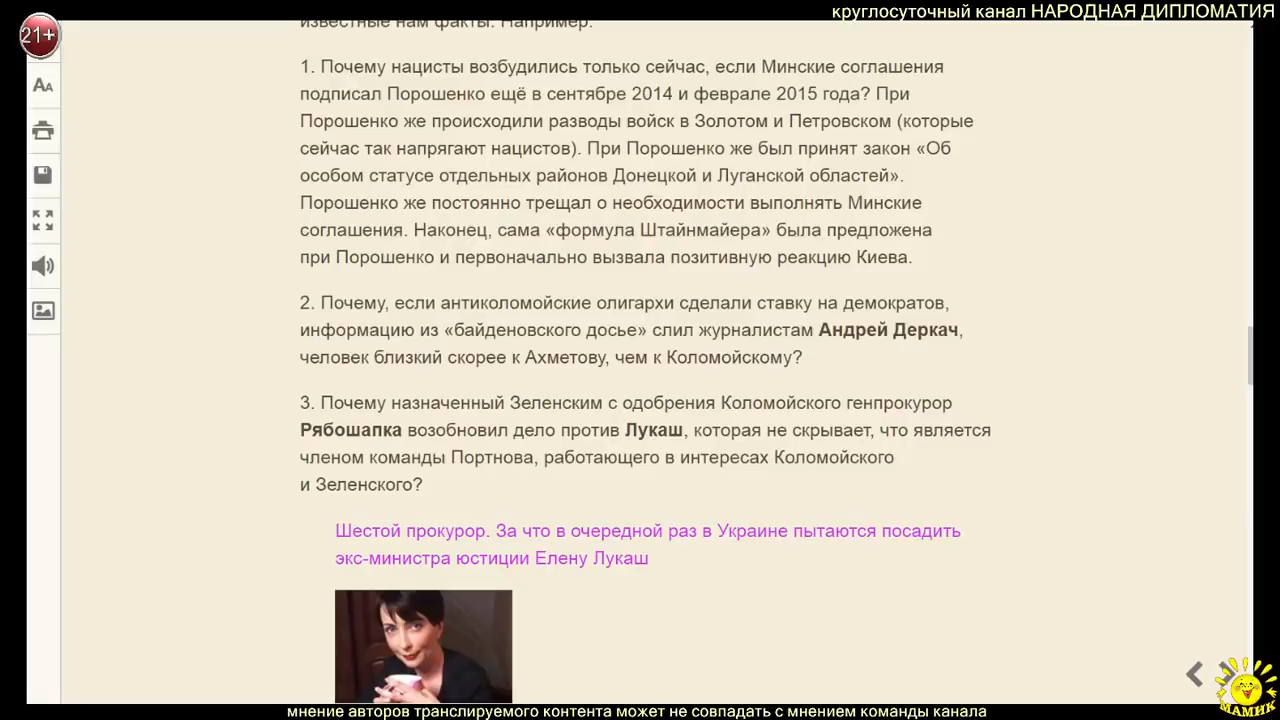 круглосуточный канал НАРОДНАЯ ДИПЛОМАТИЯ
известные нам факты. Например:
21+
AA
1. Почему нацисты возбудились только сейчас, если Минские соглашения
подписал Порошенко ещё в сентябре 2014 и феврале 2015 года? При
Порошенко же происходили разводы войск в Золотом и Петровском (которые
сейчас так напрягают нацистов). При Порошенко же был принят закон «Об
особом статусе отдельных районов Донецкой и Луганской областей».
Порошенко же постоянно трещал о необходимости выполнять Минские
соглашения. Наконец, сама «формула Штайнмайера» была предложена
при Порошенко и первоначально вызвала позитивную реакцию Киева.
2. Почему, если антиколомойские олигархи сделали ставку на демократов,
информацию из «байденовского досье» слил журналистам Андрей Деркач,
человек близкий скорее к Ахметову, чем к Коломойскому?
3. Почему назначенный Зеленским с одобрения Коломойского генпрокурор
Рябошапка возобновил дело против Лукаш, которая не скрывает, что является
членом команды Портнова, работающего в интересах Коломойского
и Зеленского?
Шестой прокурор. За что в очередной раз в Украине пытаются посадить
экс-министра юстиции Елену Лукаш
МАМИК
мнение авторов транслируемого контента может не совпадать с мнением команды канала